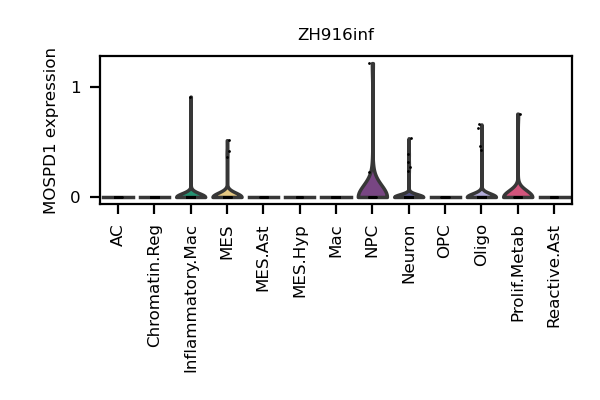 ZH916inf
MOSPD1 expression
1
0
AC
Chromatin.Reg
Inflammatory.Mac
MES
MES.Ast
MES.Hyp
Mac
NPC
Neuron
OPC
Oligo
Prolif.Metab
Reactive.Ast